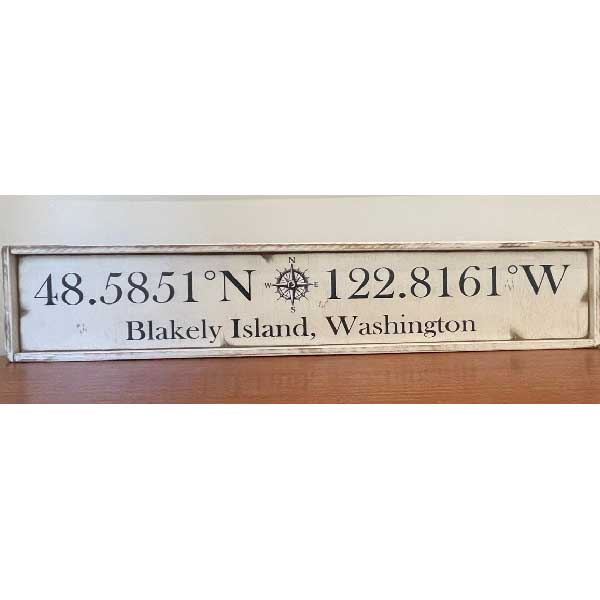 48.5851°N N W E S 122.8161°W
Blakely Island, Washington